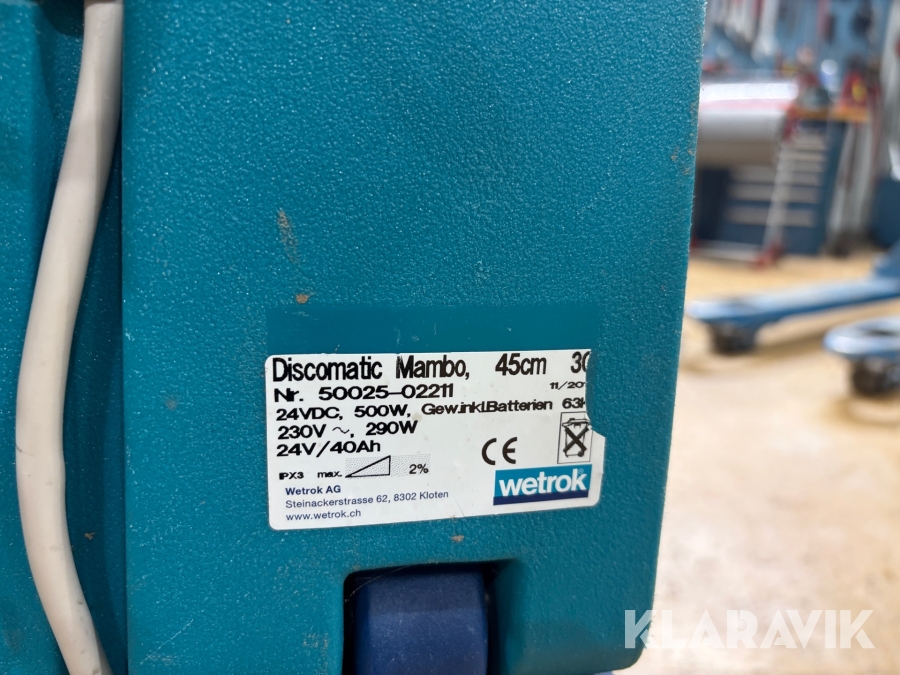 Discomatic Mambo, 45cm
Nr. 50025-02211
24VDC, 500W, Gew.inkl.Batterien
230V ~, 290W
24V/40Ah
CE
IPX3 max. 2%
wetrok
Wetrok AG
Steinackerstrasse 62, 8302 Kloten
www.wetrok.ch
KLARAVIK